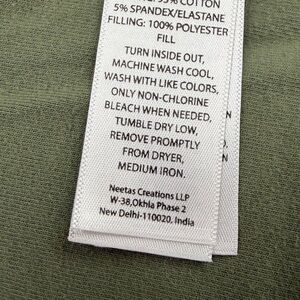 95% COTTON
5% SPANDEX/ELASTANE
FILLING: 100% POLYESTER
FILL
TURN INSIDE OUT,
MACHINE WASH COOL,
WASH WITH LIKE COLORS,
ONLY NON-CHLORINE
BLEACH WHEN NEEDED,
TUMBLE DRY LOW,
REMOVE PROMPTLY
FROM DRYER,
MEDIUM IRON.
Neetas Creations LLP
W-38,Okhla Phase 2
New Delhi-110020, India